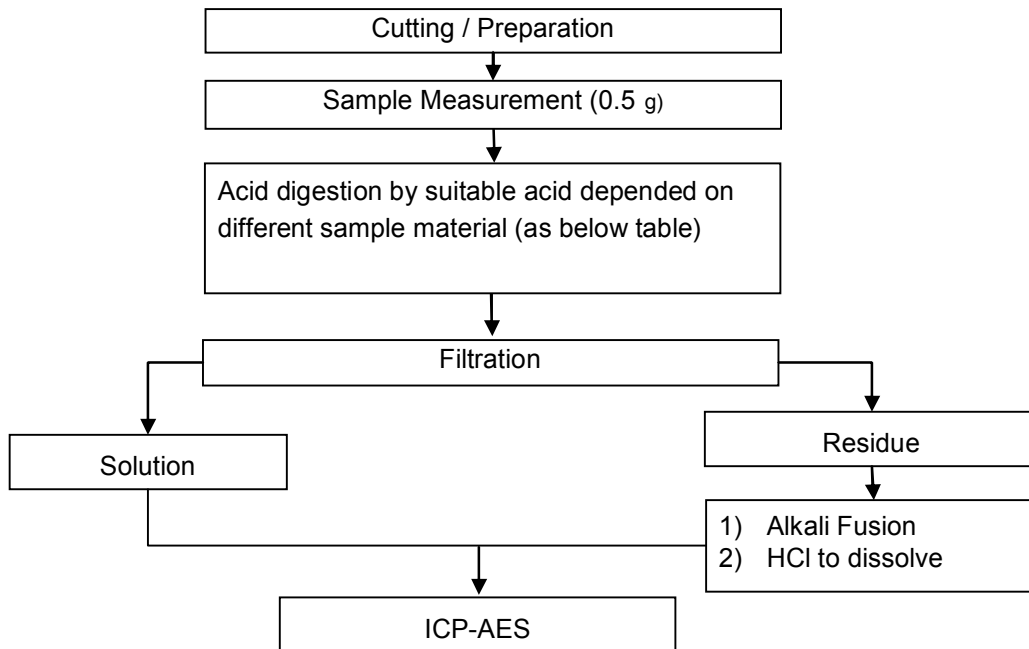 Cutting / Preparation
Sample Measurement (0.5 g)
Acid digestion by suitable acid depended on
different sample material (as below table)
Filtration
Solution
Residue
1) Alkali Fusion
2) HCl to dissolve
ICP-AES